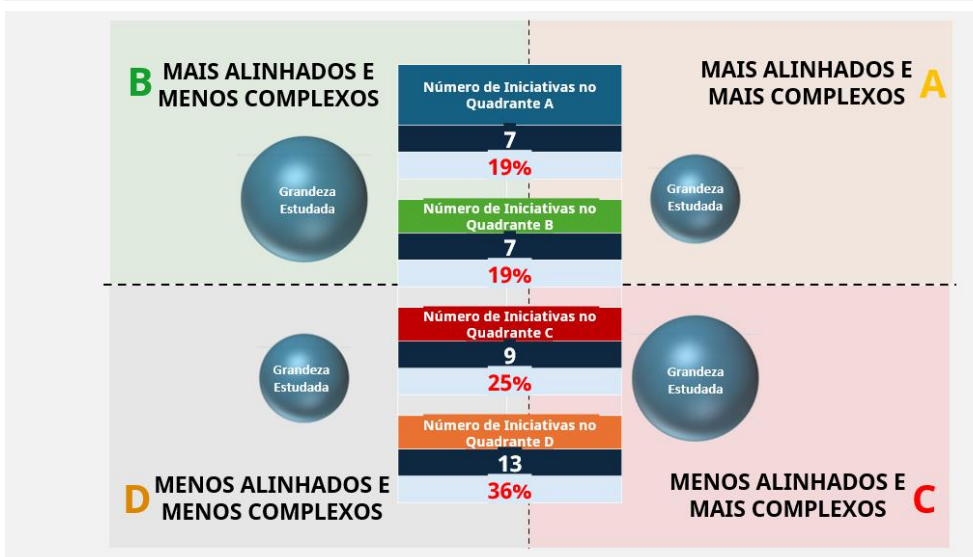 B
MAIS ALINHADOS E
MENOS COMPLEXOS
MAIS ALINHADOS E
MAIS COMPLEXOS
A
Grandeza
Estudada
Grandeza
Estudada
Número de Iniciativas no
Quadrante A
7
19%
Número de Iniciativas no
Quadrante B
7
19%
Número de Iniciativas no
Quadrante C
9
25%
Número de Iniciativas no
Quadrante D
13
36%
Grandeza
Estudada
Grandeza
Estudada
D
MENOS ALINHADOS E
MENOS COMPLEXOS
MENOS ALINHADOS E
MAIS COMPLEXOS
C